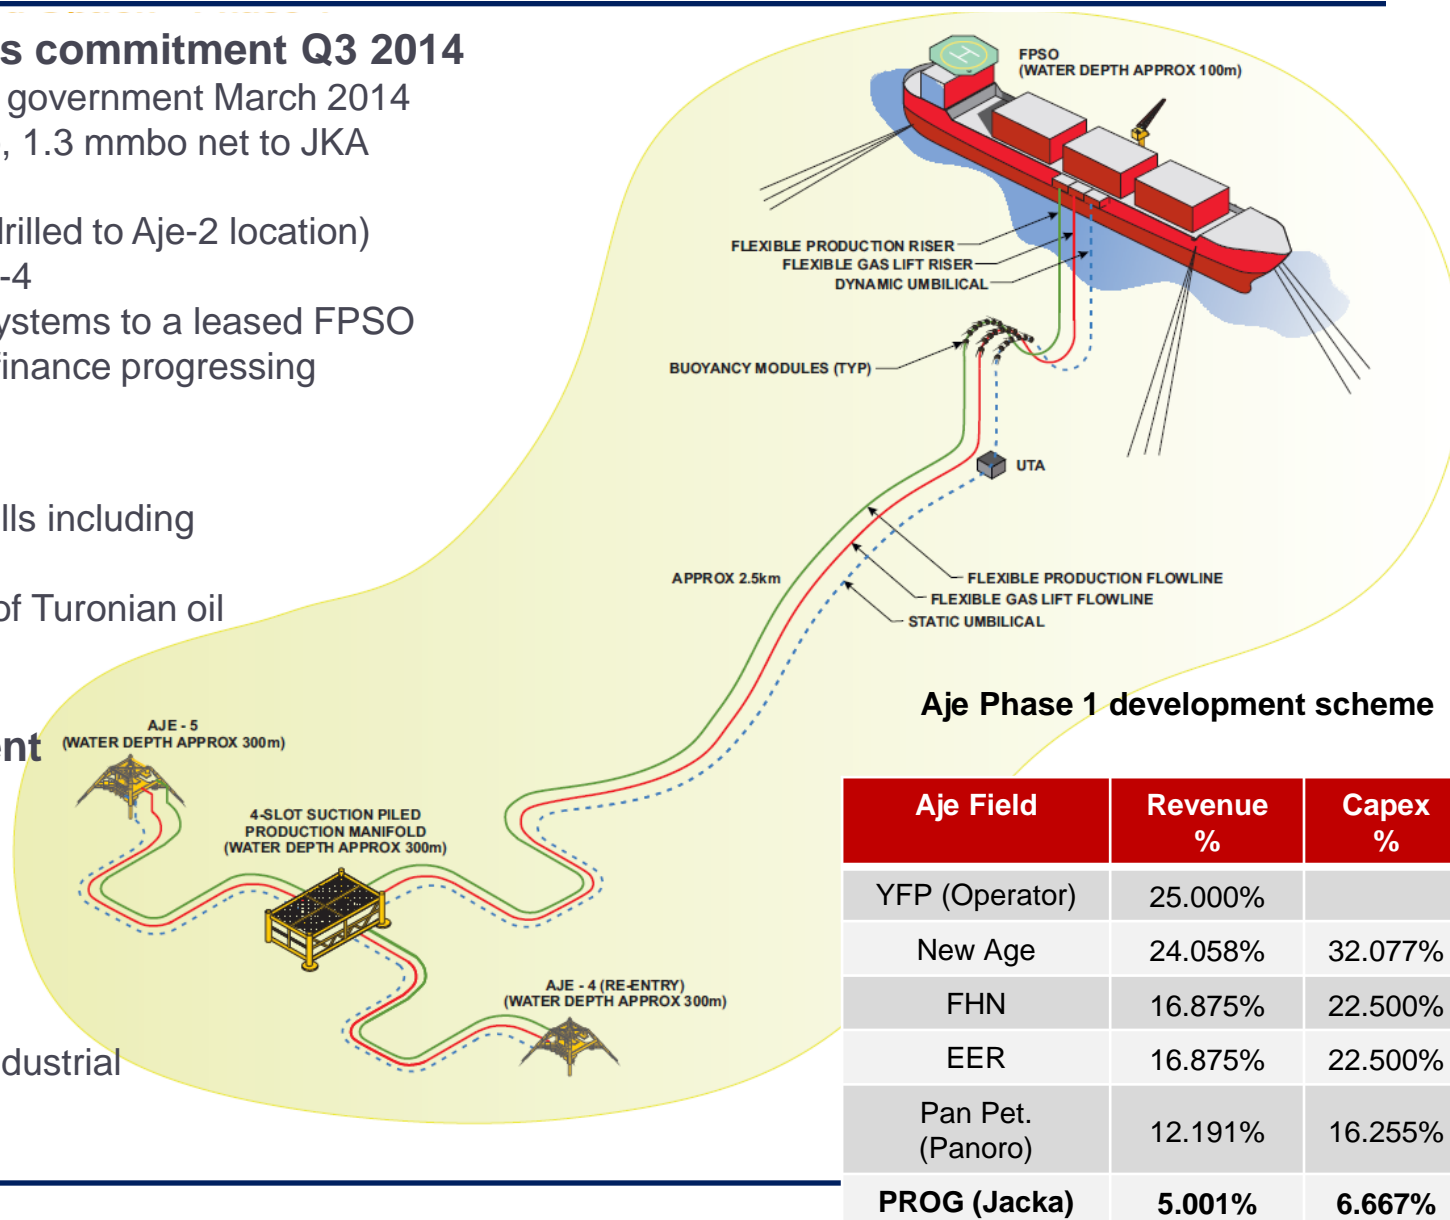 s commitment Q3 2014
government March 2014
, 1.3 mmbo net to JKA
drilled to Aje-2 location)
-4
ystems to a leased FPSO
finance progressing
lls including
of Turonian oil
ent
dustrial
FPSO
(WATER DEPTH APPROX 100m)
FLEXIBLE PRODUCTION RISER
FLEXIBLE GAS LIFT RISER
DYNAMIC UMBILICAL
BUOYANCY MODULES (TYP)
UTA
APPROX 2.5km
FLEXIBLE PRODUCTION FLOWLINE
FLEXIBLE GAS LIFT FLOWLINE
STATIC UMBILICAL
AJE - 5
(WATER DEPTH APPROX 300m)
4-SLOT SUCTION PILED
PRODUCTION MANIFOLD
(WATER DEPTH APPROX 300m)
AJE - 4 (RE-ENTRY)
(WATER DEPTH APPROX 300m)
Aje Phase 1 development scheme
Aje Field Revenue % Capex %
YFP (Operator) 25.000%
New Age 24.058% 32.077%
FHN 16.875% 22.500%
EER 16.875% 22.500%
Pan Pet. (Panoro) 12.191% 16.255%
PROG (Jacka) 5.001% 6.667%